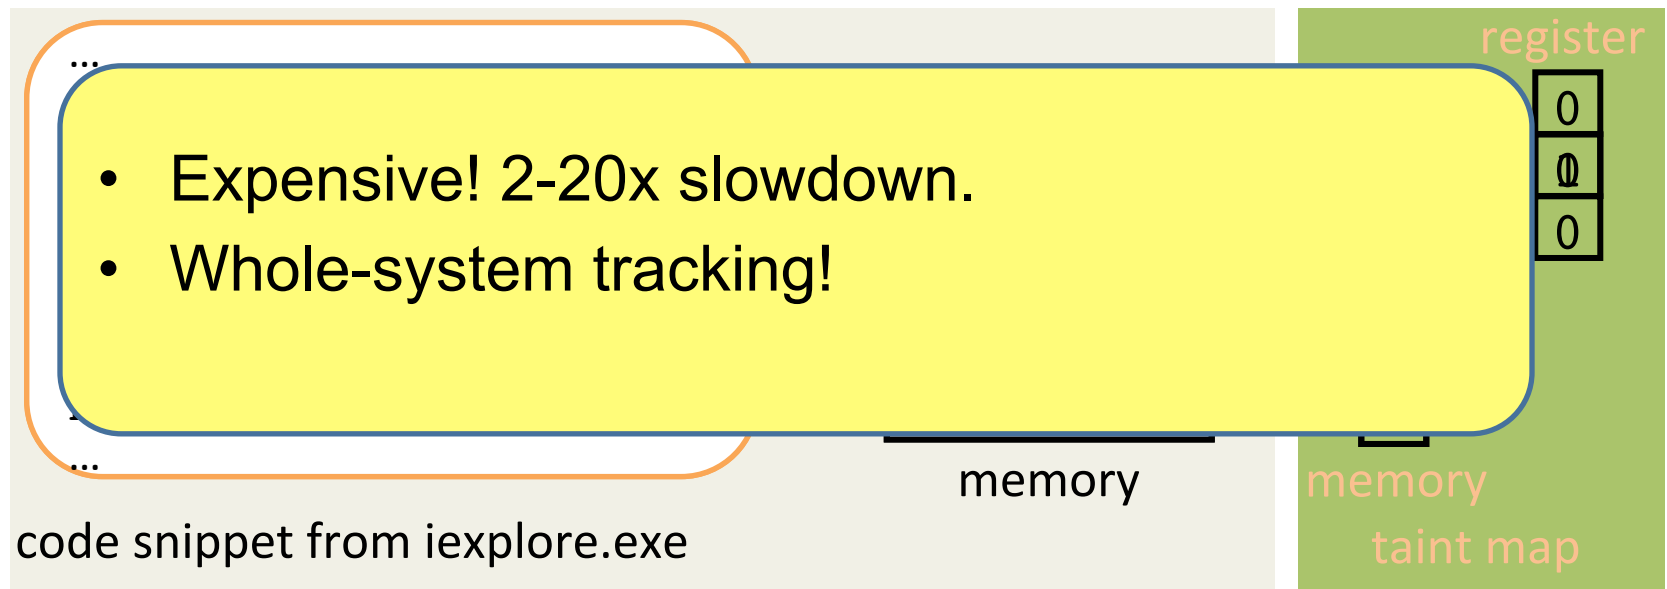 ...
register
0
• Expensive! 2-20x slowdown.
• Whole-system tracking!
0
...
memory
memory
code snippet from iexplore.exe
taint map